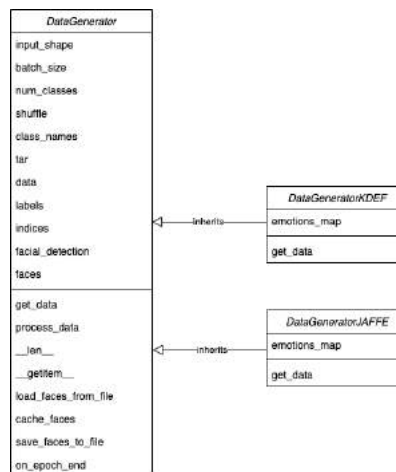 DataGenerator
input_shape
batch_size
num_classes
shuffle
class_names
tar
data
labels
indices
facial_detection
faces
get_data
process_data
__len__
__getitem__
load_faces_from_file
cache_faces
save_faces_to_file
on_epoch_end
inherits
DataGeneratorKDEF
emotions_map
get_data
inherits
DataGeneratorJAFFE
emotions_map
get_data